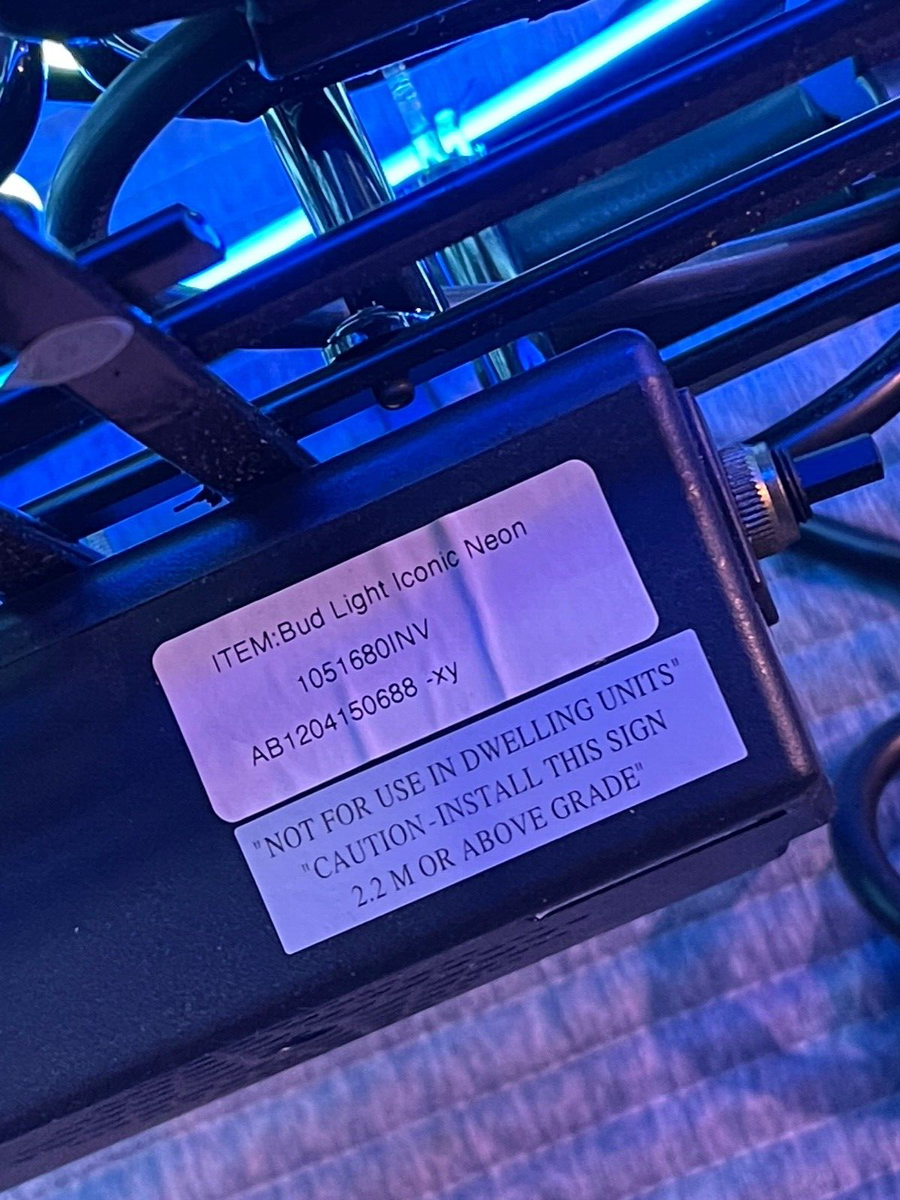 ITEM:Bud Light Iconic Neon
1051680INV
AB1204150688 -xy
"NOT FOR USE IN DWELLING UNITS"
"CAUTION-INSTALL THIS SIGN
2.2 M OR ABOVE GRADE"